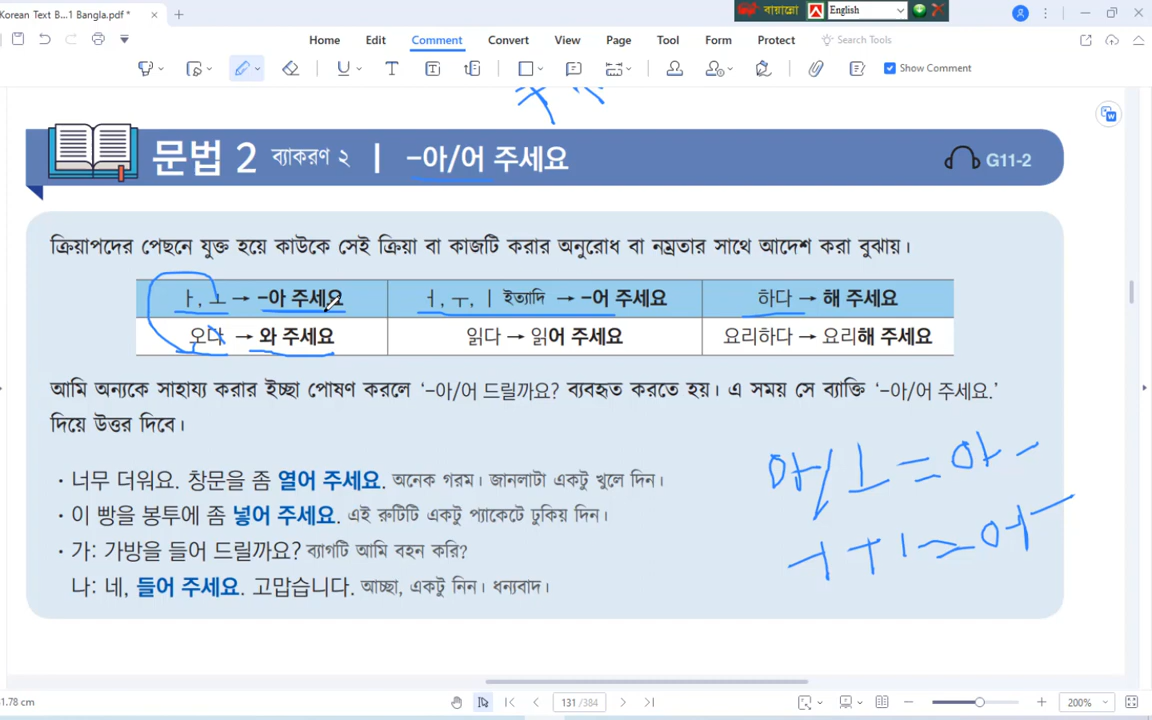 Korean Text B...1 Bangla.pdf *
বায়ান্নো English
Home Edit Comment Convert View Page Tool Form Protect Search Tools
Show Comment
문법 2 ব্যাকরণ ২ | -아/어 주세요 G11-2
ক্রিয়াপদের পেছনে যুক্ত হয়ে কাউকে সেই ক্রিয়া বা কাজটি করার অনুরোধ বা নম্রতার সাথে আদেশ করা বুঝায়।
ㅏ, ㅗ → -아 주세요 ㅓ, ㅜ, ㅣ ইত্যাদি → -어 주세요 하다 → 해 주세요
오다 → 와 주세요 읽다 → 읽어 주세요 요리하다 → 요리해 주세요
আমি অন্যকে সাহায্য করার ইচ্ছা পোষণ করলে ‘-아/어 드릴까요? ব্যবহৃত করতে হয়। এ সময় সে ব্যাক্তি ‘-아/어 주세요.’
দিয়ে উত্তর দিবে।
· 너무 더워요. 창문을 좀 열어 주세요. অনেক গরম। জানলাটা একটু খুলে দিন।
· 이 빵을 봉투에 좀 넣어 주세요. এই রুটিটি একটু প্যাকেটে ঢুকিয় দিন।
· 가: 가방을 들어 드릴까요? ব্যাগটি আমি বহন করি?
나: 네, 들어 주세요. 고맙습니다. আচ্ছা, একটু নিন। ধন্যবাদ।
아/ㅗ = 아 -
ㅓㅜㅣ = 어 -
1.78 cm 131 /384 200%